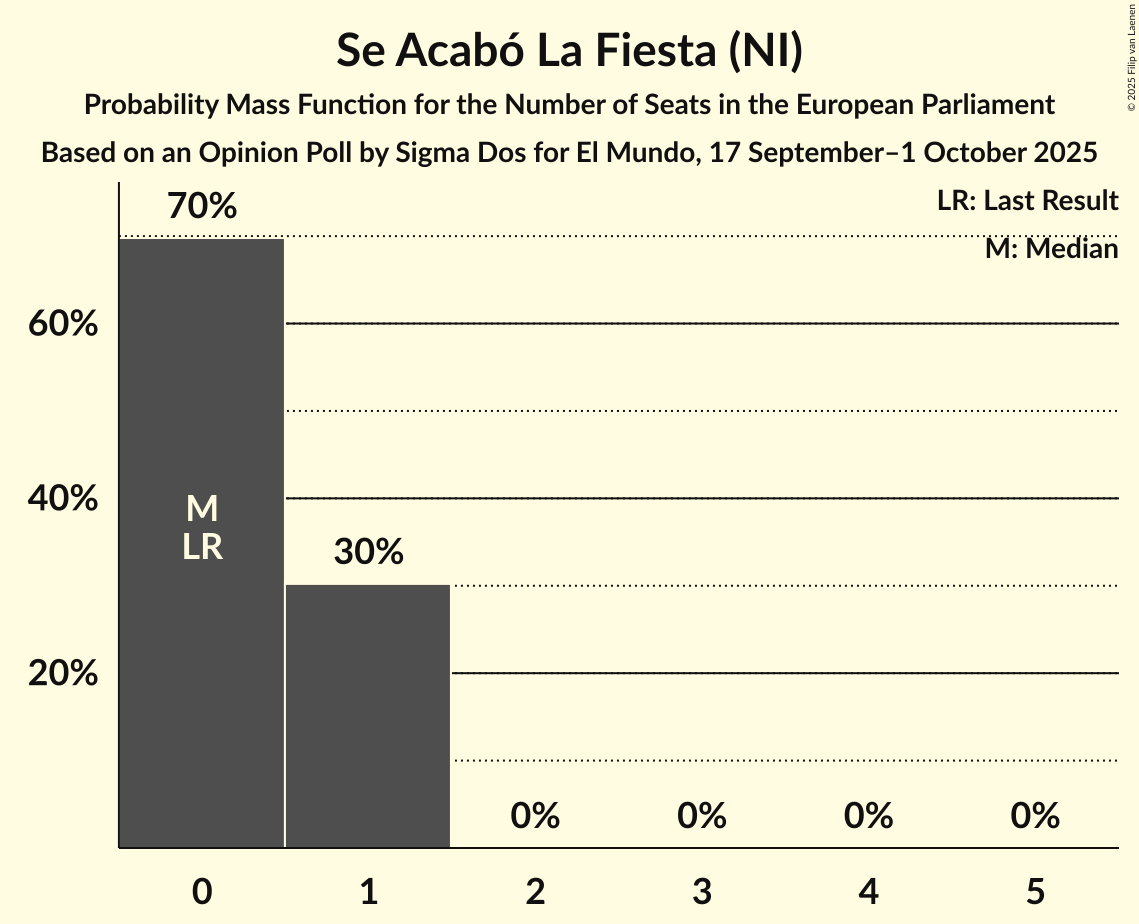 Se Acabó La Fiesta (NI)
Probability Mass Function for the Number of Seats in the European Parliament
Based on an Opinion Poll by Sigma Dos for El Mundo, 17 September–1 October 2025
© 2025 Filip van Laenen
LR: Last Result
M: Median
70%
60%
40%
M
LR
30%
20%
0% 0% 0% 0%
0 1 2 3 4 5